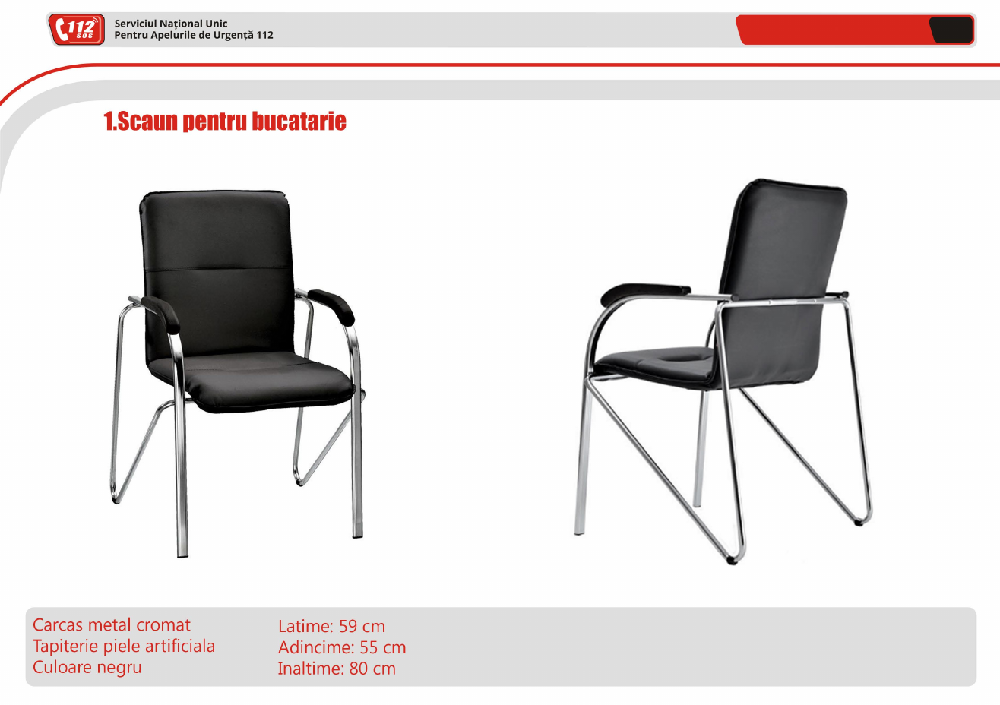 112
SOS
Serviciul Național Unic
Pentru Apelurile de Urgență 112
1.Scaun pentru bucatarie
Carcas metal cromat
Tapiterie piele artificiala
Culoare negru
Latime: 59 cm
Adincime: 55 cm
Inaltime: 80 cm